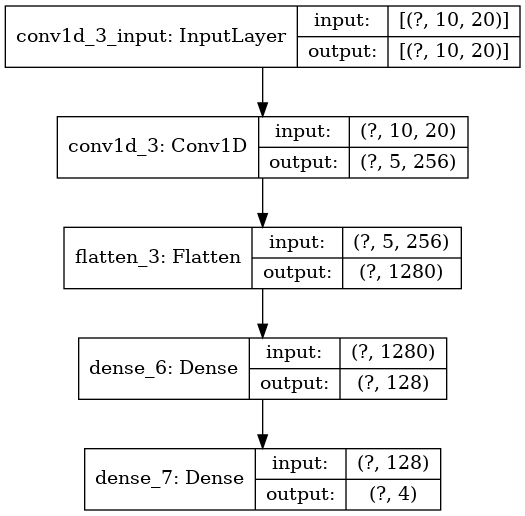 conv1d_3_input: InputLayer
input: [(?, 10, 20)]
output: [(?, 10, 20)]
conv1d_3: Conv1D
input: (?, 10, 20)
output: (?, 5, 256)
flatten_3: Flatten
input: (?, 5, 256)
output: (?, 1280)
dense_6: Dense
input: (?, 1280)
output: (?, 128)
dense_7: Dense
input: (?, 128)
output: (?, 4)